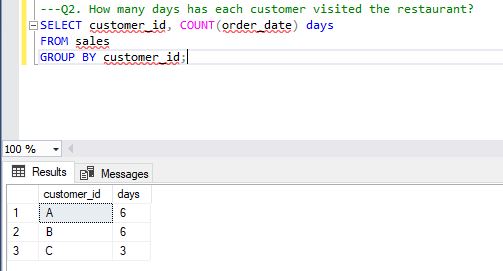 ---Q2. How many days has each customer visited the restaurant?
SELECT customer_id, COUNT(order_date) days
FROM sales
GROUP BY customer_id;
100 %
Results Messages
customer_id days
1 A 6
2 B 6
3 C 3